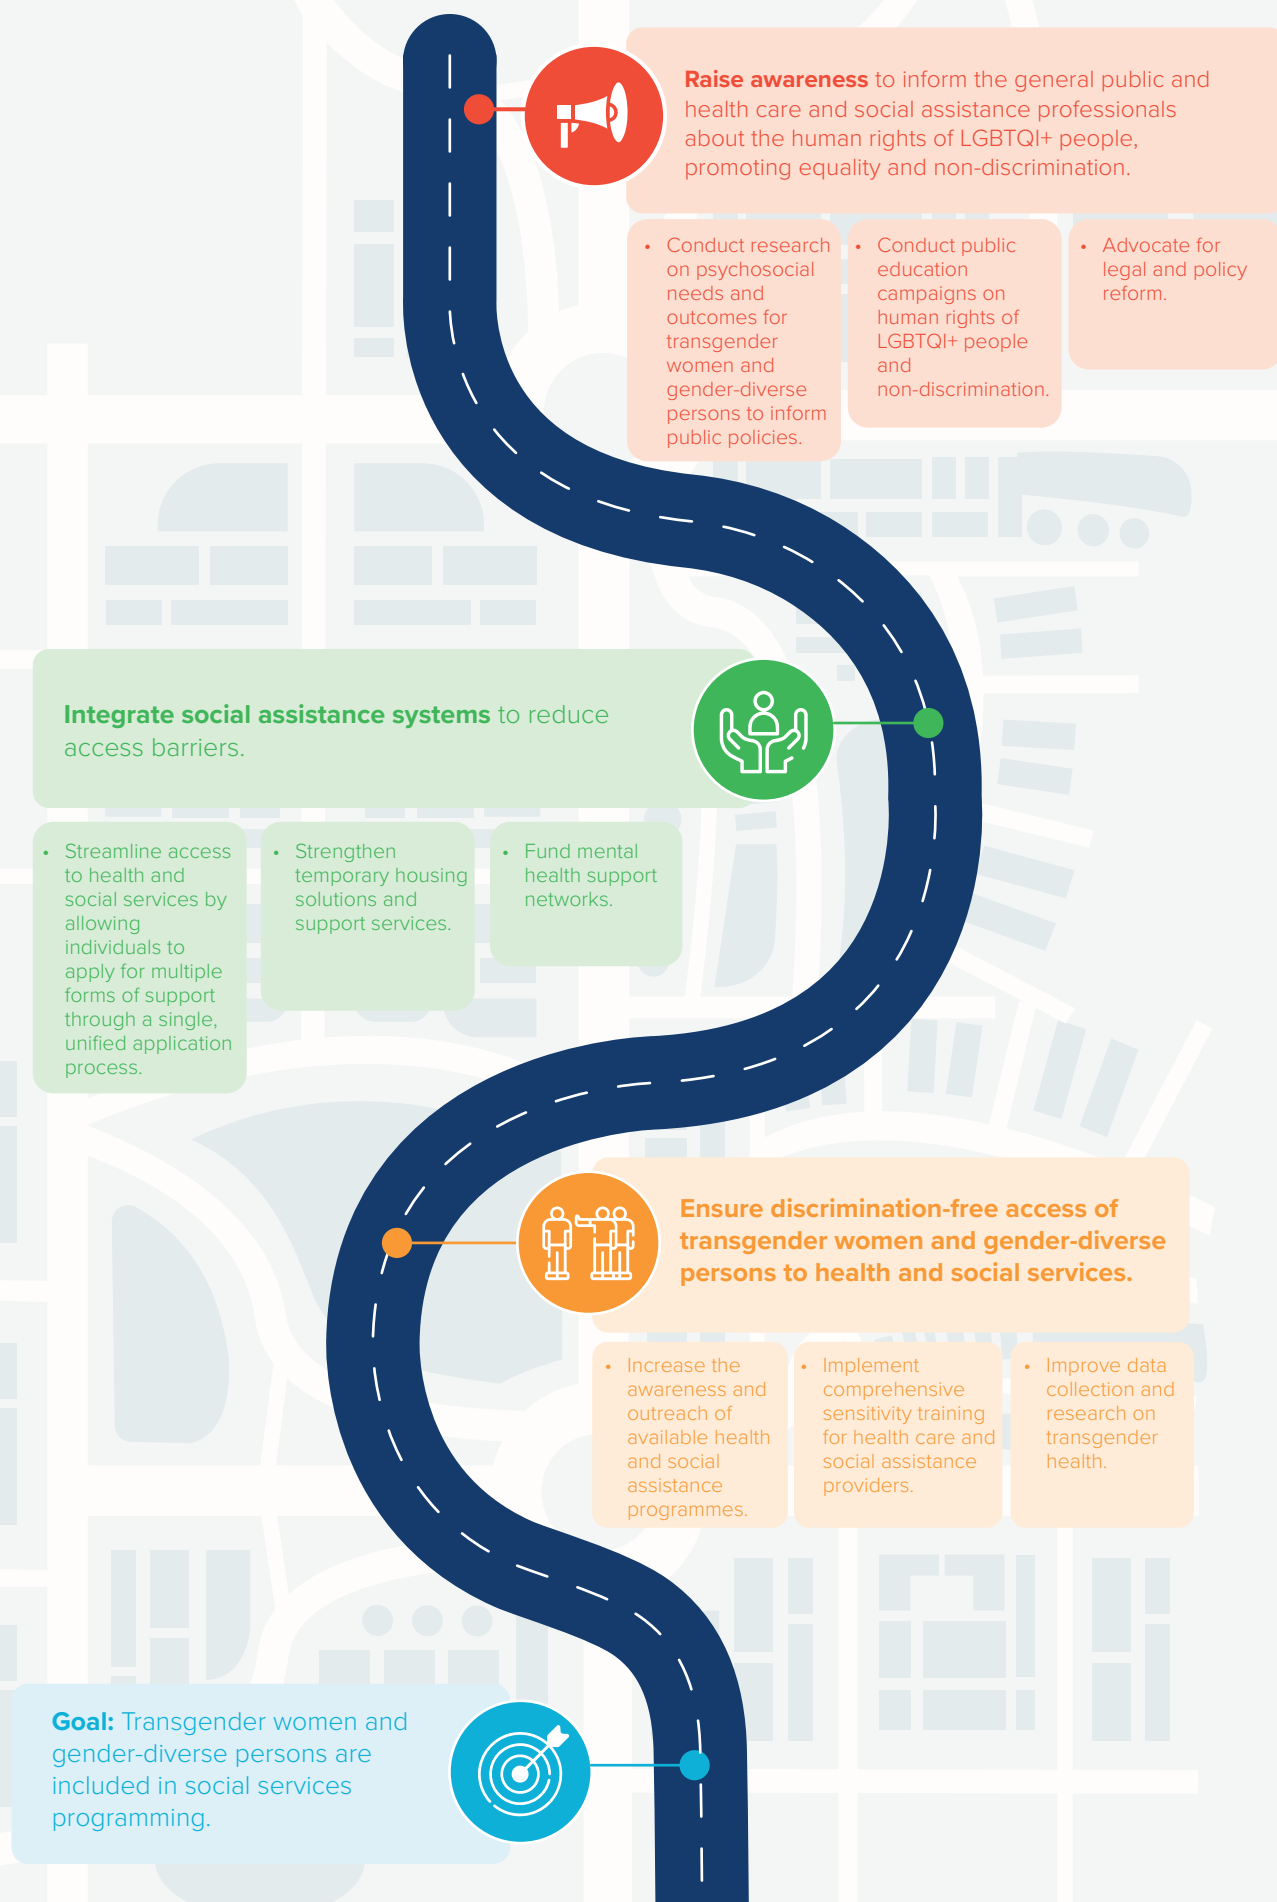 Raise awareness to inform the general public and
health care and social assistance professionals
about the human rights of LGBTQI+ people,
promoting equality and non-discrimination.
• Conduct research
on psychosocial
needs and
outcomes for
transgender
women and
gender-diverse
persons to inform
public policies.
• Conduct public
education
campaigns on
human rights of
LGBTQI+ people
and
non-discrimination.
• Advocate for
legal and policy
reform.
Integrate social assistance systems to reduce
access barriers.
• Streamline access
to health and
social services by
allowing
individuals to
apply for multiple
forms of support
through a single,
unified application
process.
• Strengthen
temporary housing
solutions and
support services.
• Fund mental
health support
networks.
Ensure discrimination-free access of
transgender women and gender-diverse
persons to health and social services.
• Increase the
awareness and
outreach of
available health
and social
assistance
programmes.
• Implement
comprehensive
sensitivity training
for health care and
social assistance
providers.
• Improve data
collection and
research on
transgender
health.
Goal: Transgender women and
gender-diverse persons are
included in social services
programming.